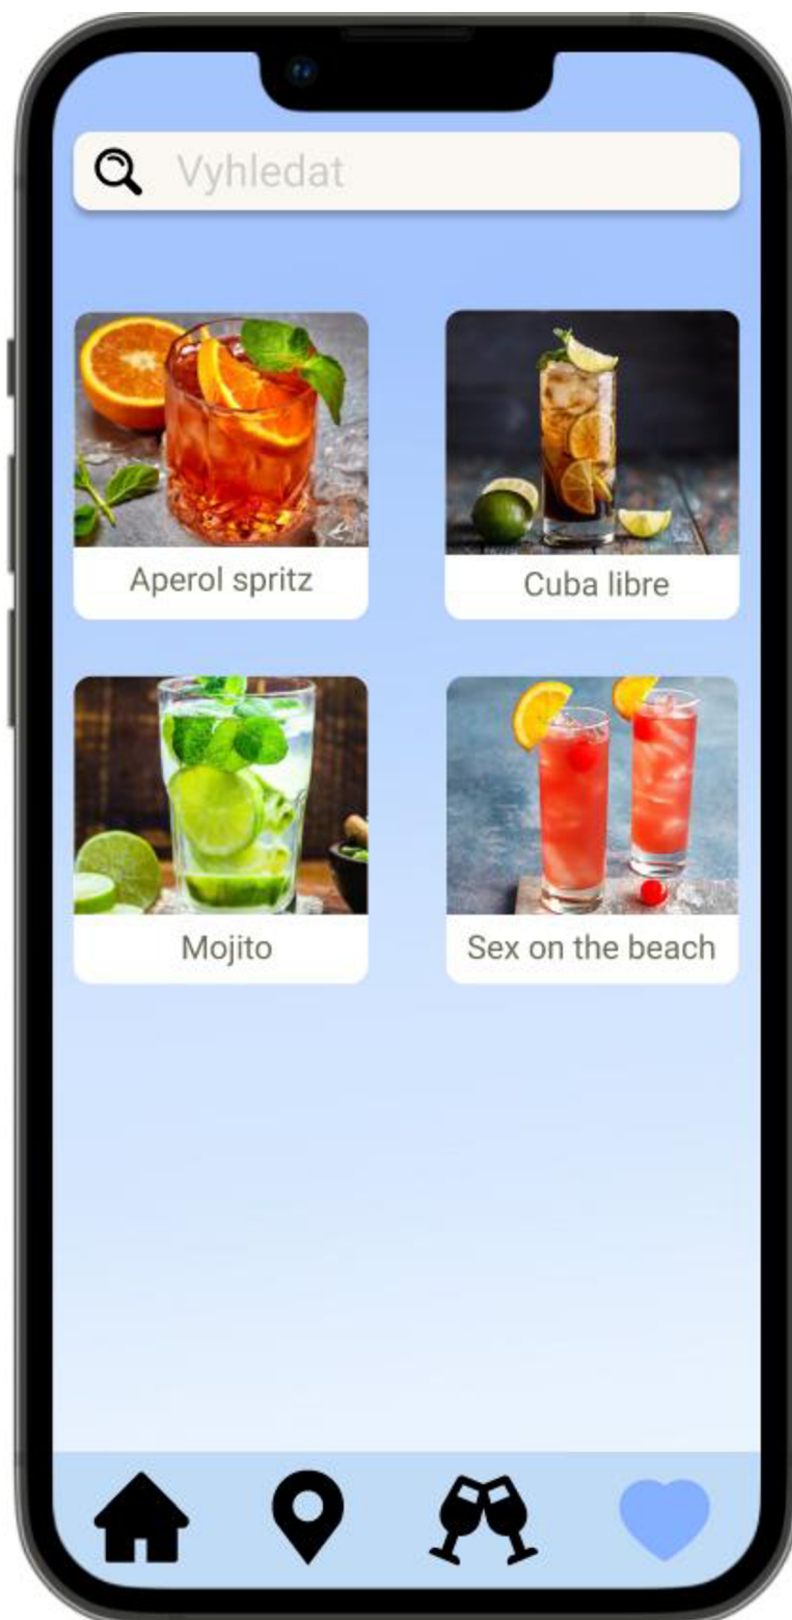 Vyhledat
Aperol spritz
Cuba libre
Mojito
Sex on the beach